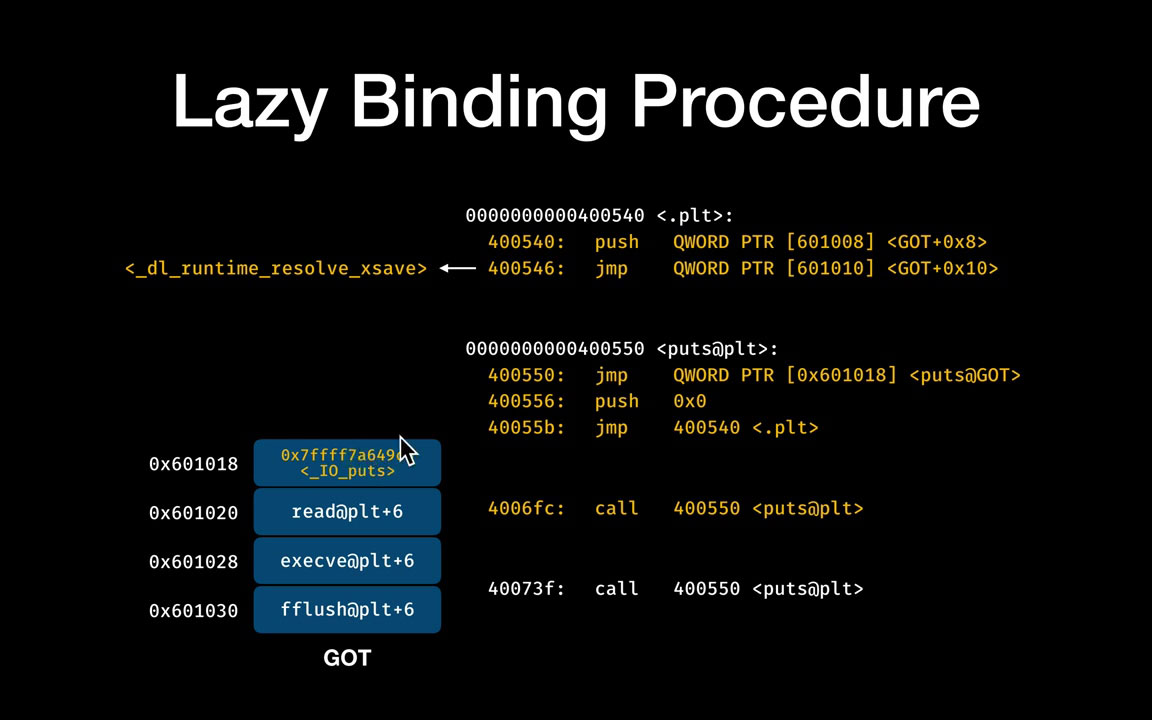 Lazy Binding Procedure
0000000000400540 <.plt>:
400540: push QWORD PTR [601008] <GOT+0x8>
<_dl_runtime_resolve_xsave>
400546: jmp QWORD PTR [601010] <GOT+0x10>
0000000000400550 <puts@plt>:
400550: jmp QWORD PTR [0x601018] <puts@GOT>
400556: push 0x0
40055b: jmp 400540 <.plt>
0x601018
<_IO_puts>
0x601020 read@plt+6
4006fc: call 400550 <puts@plt>
0x601028 execve@plt+6
40073f: call 400550 <puts@plt>
0x601030 fflush@plt+6
GOT